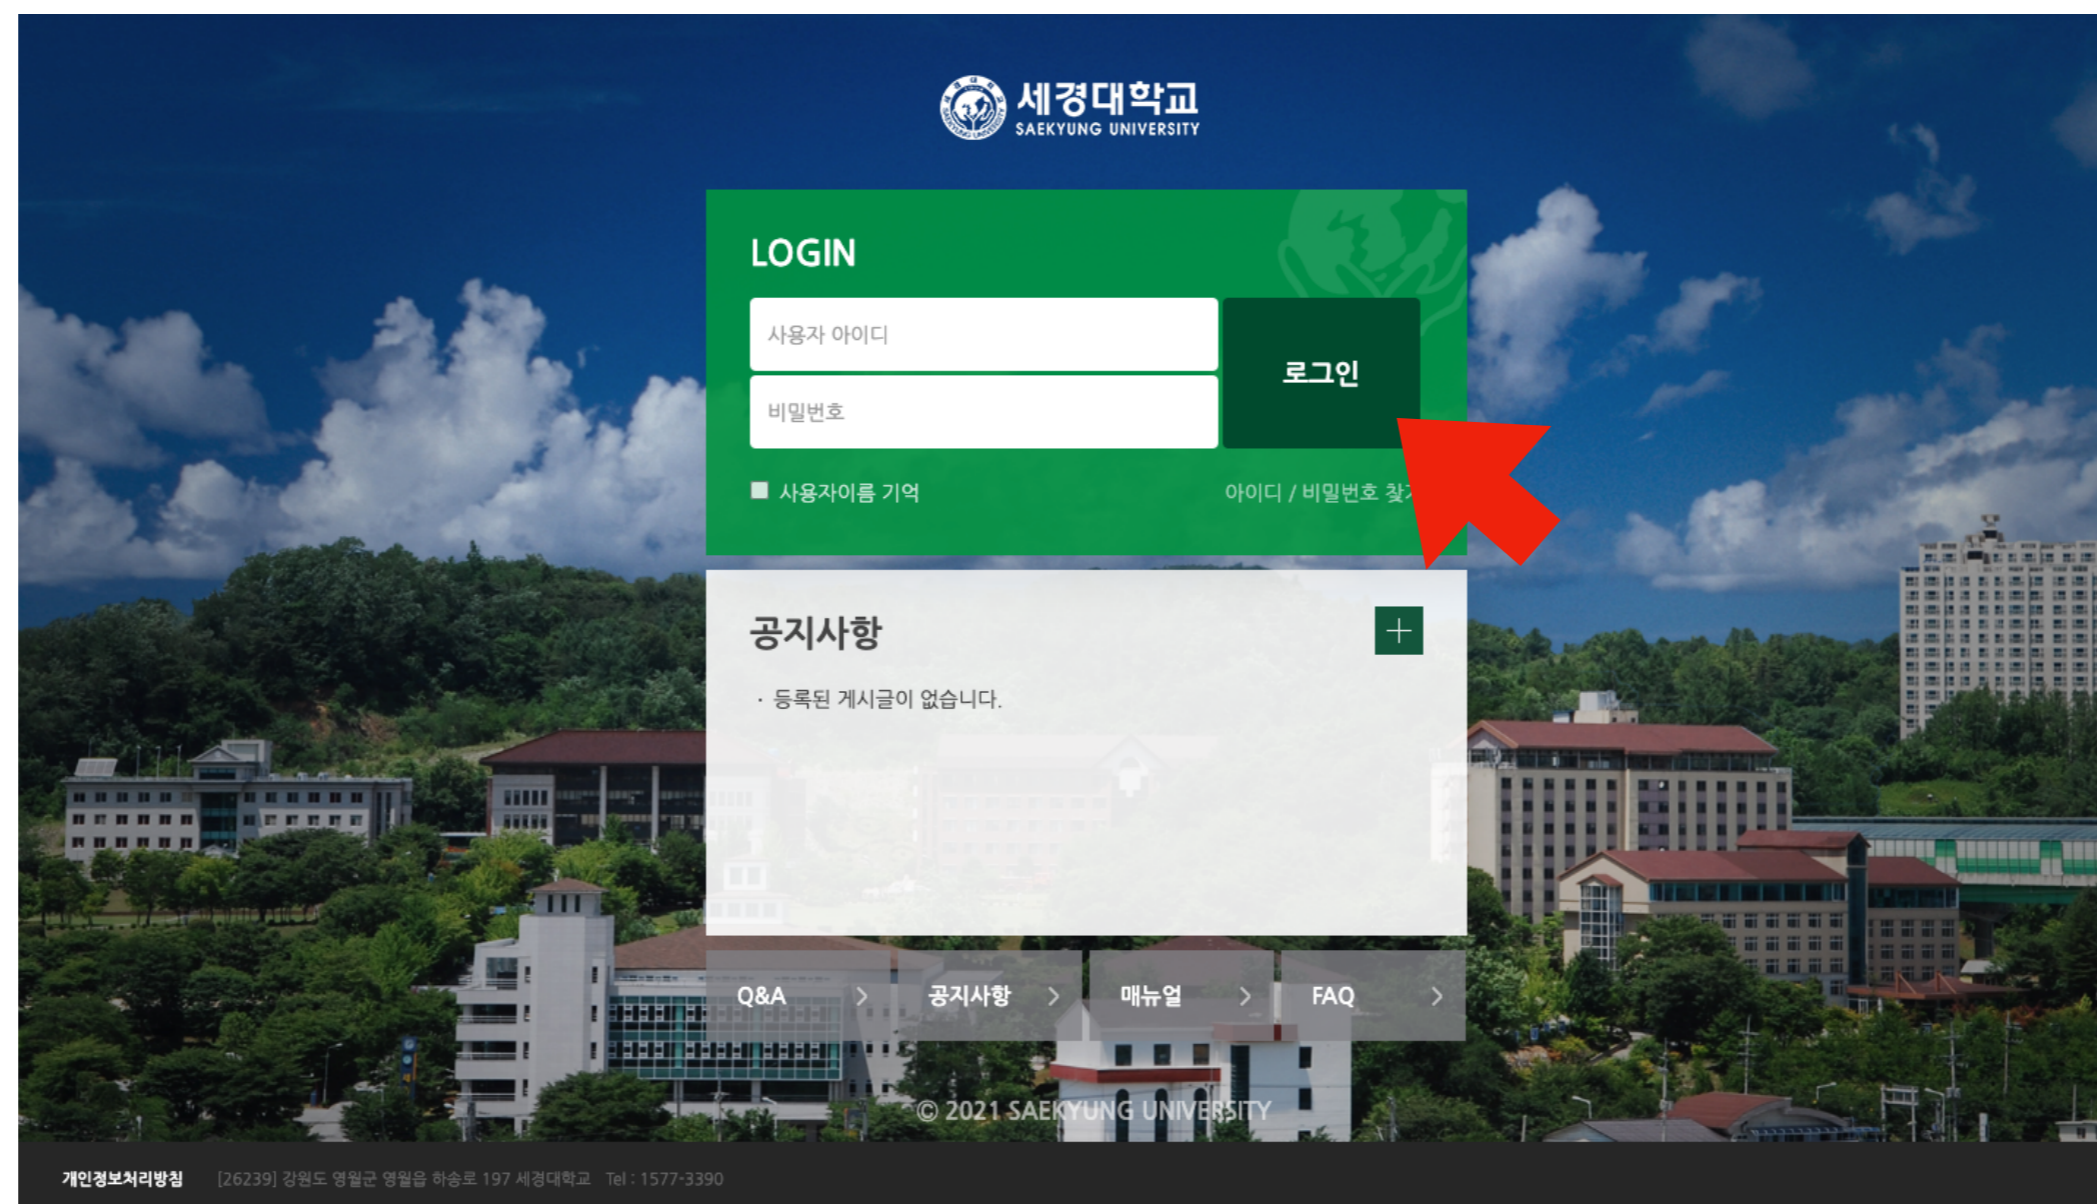 세경대학교
SAEKYUNG UNIVERSITY
LOGIN
사용자 아이디
비밀번호
로그인
사용자이름 기억
아이디 / 비밀번호
공지사항
· 등록된 게시글이 없습니다.
Q&A
공지사항
매뉴얼
FAQ
© 2021 SAEKYUNG UNIVERSITY
개인정보처리방침 [26239] 강원도 영월군 영월읍 하송로 197 세경대학교 Tel : 1577-3390